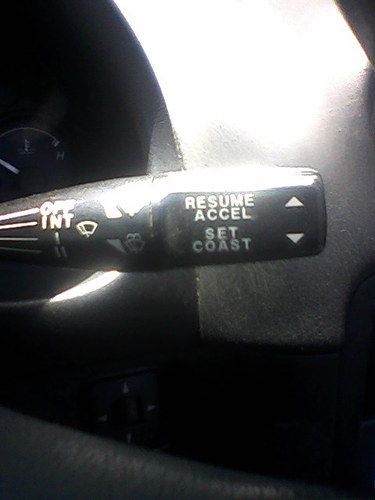 H
OFF
INT
RESUME
ACCEL
SET
COAST